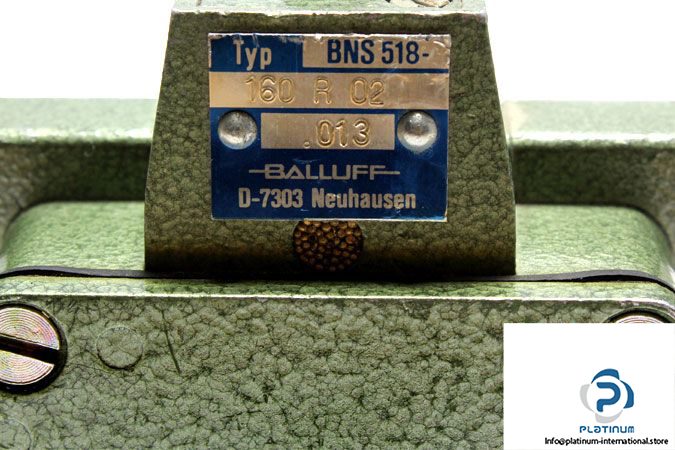 Typ BNS 518-
160 R 02
.013
BALLUFF
D-7303 Neuhausen
PLATINUM
Info@platinum-international.store